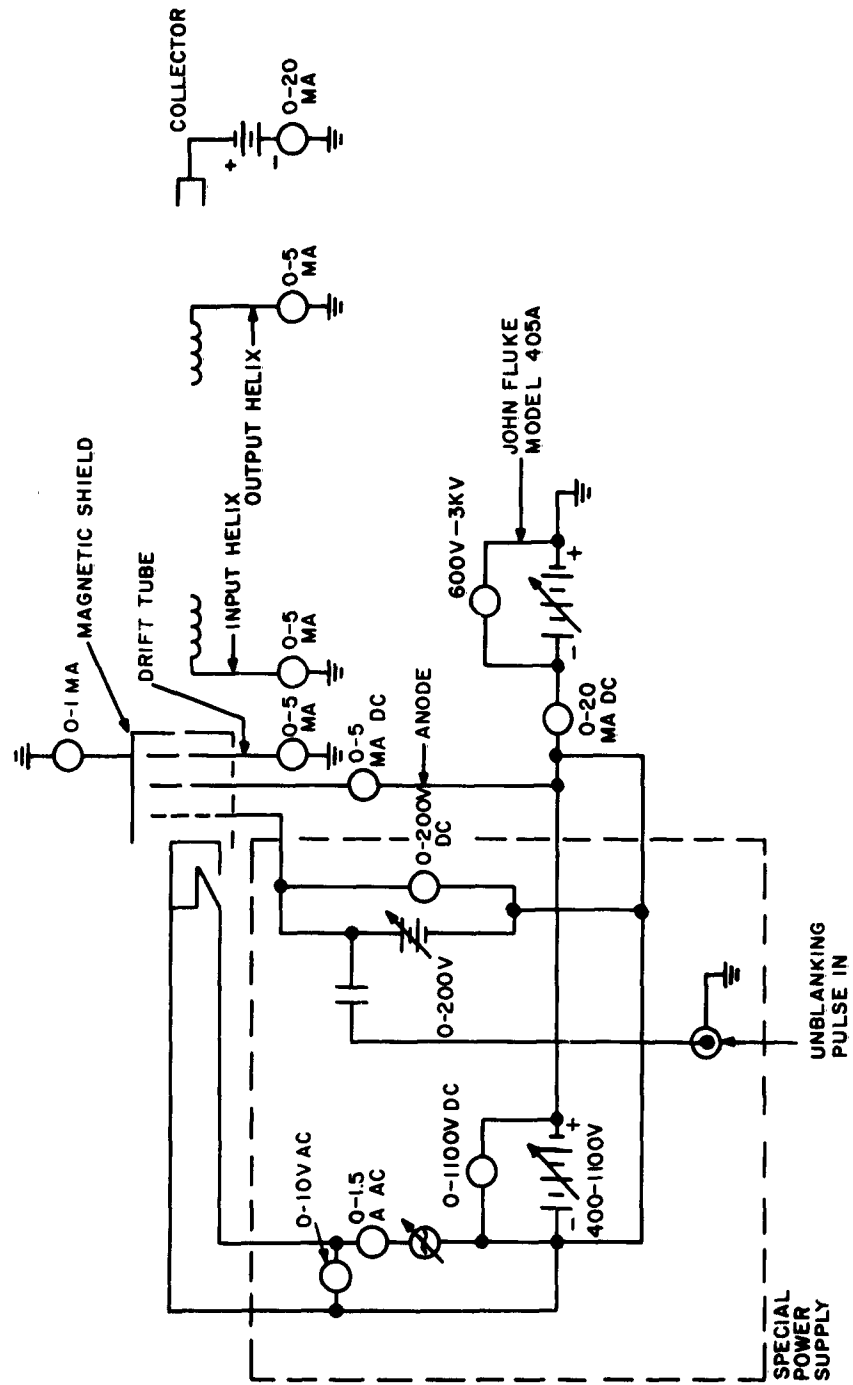 COLLECTOR
+
-
0-20
MA
0-5
MA
OUTPUT HELIX
MAGNETIC SHIELD
0-1 MA
DRIFT TUBE
INPUT HELIX
0-5
MA
0-5
MA
0-5
MA DC
ANODE
JOHN FLUKE
MODEL 405A
600V-3KV
+
-
0-20
MA DC
0-200V
DC
0-200V
0-10V AC
0-1.5
A AC
0-1100V DC
+
-
400-1100V
UNBLANKING
PULSE IN
SPECIAL
POWER
SUPPLY